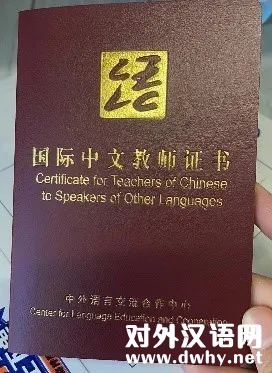 国际中文教师证书
Certificate for Teachers of Chinese
to Speakers of Other Languages
中外语言交流合作中心
Center for Language Education and Cooperation
对外汉语网
www.dwhy.net